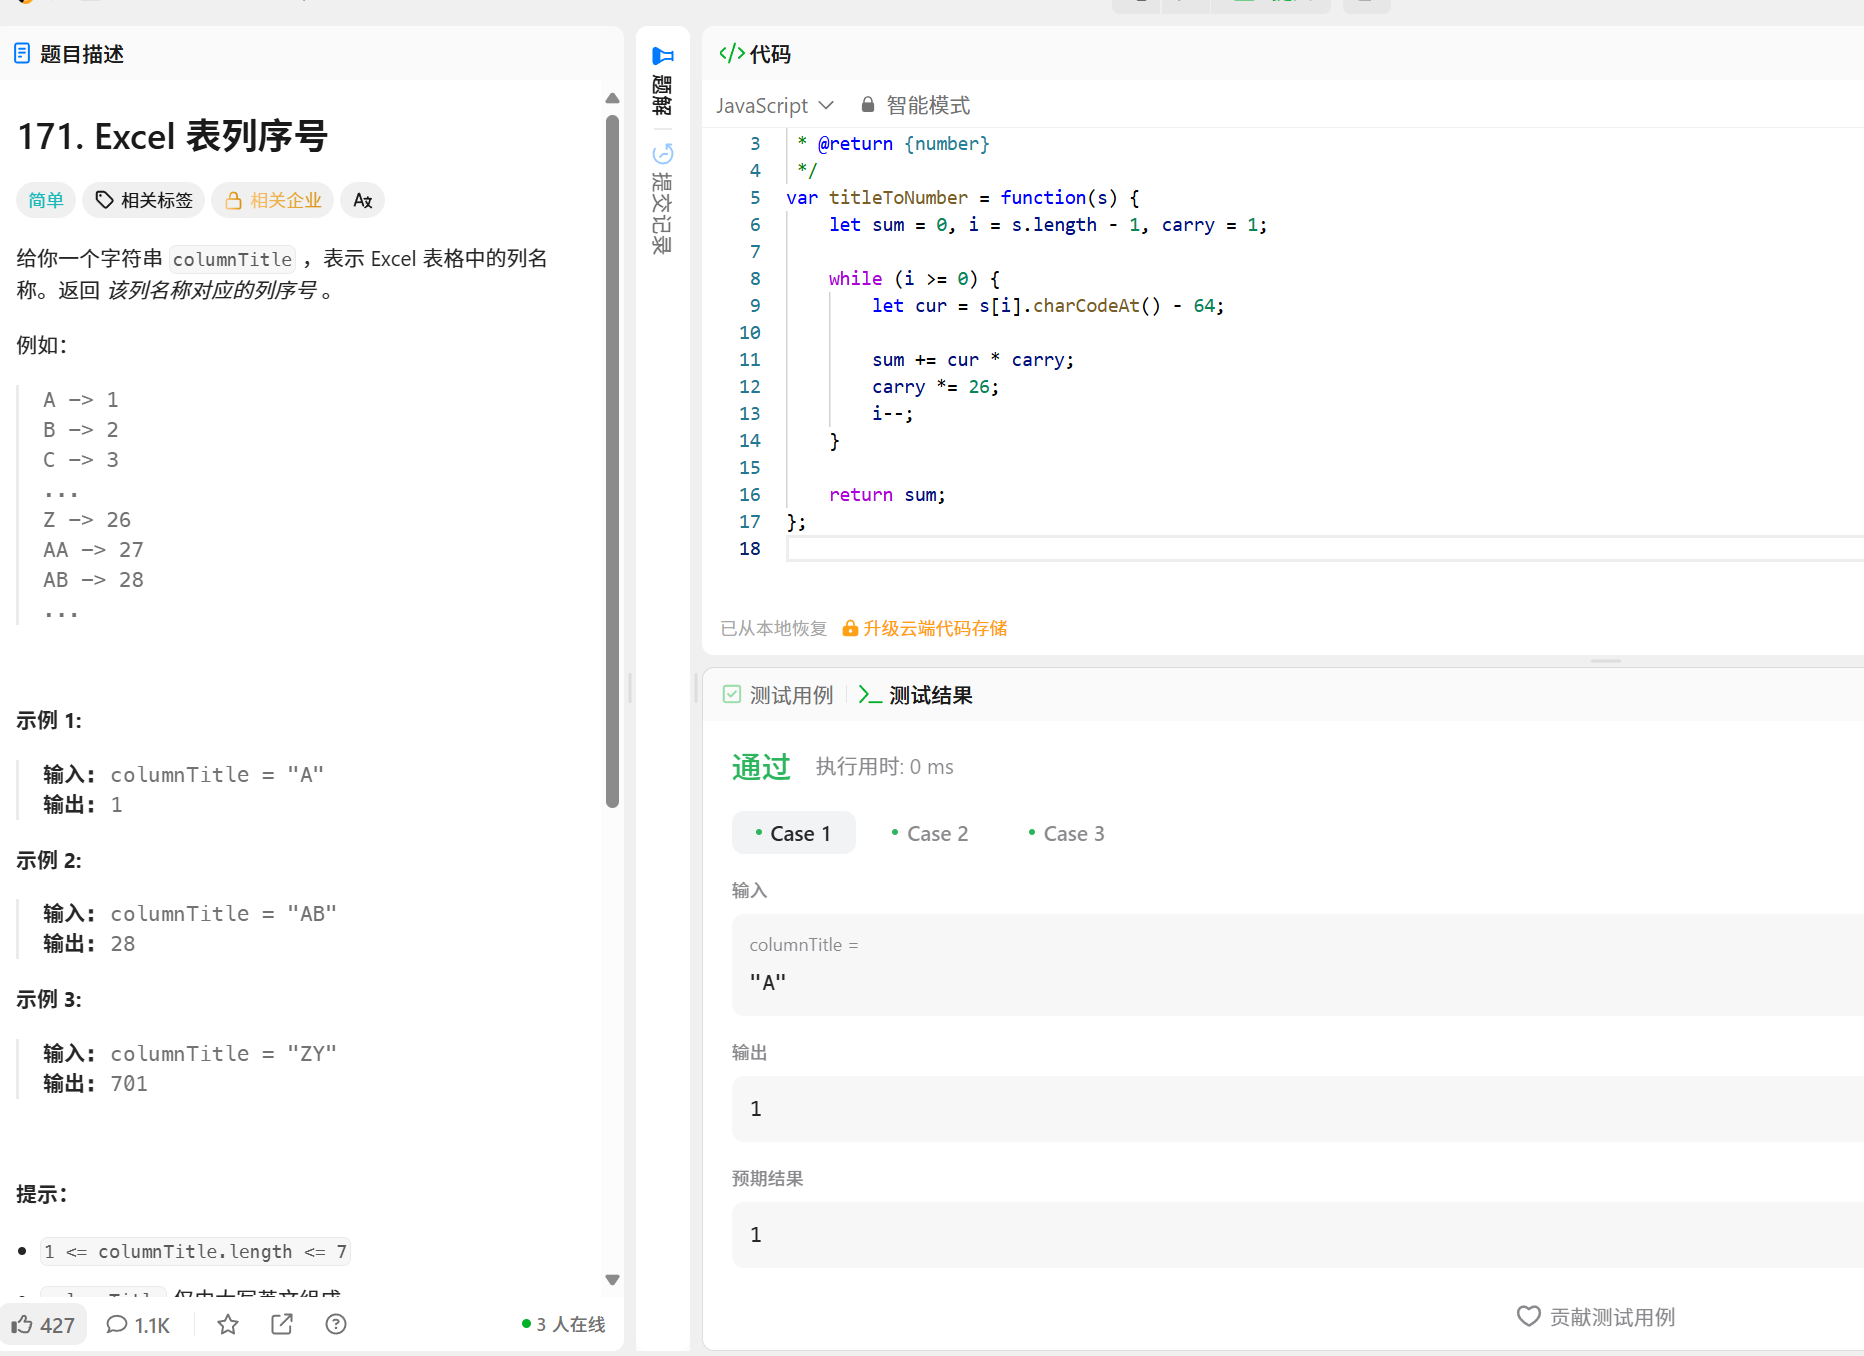 题目描述
171. Excel 表列序号
简单
相关标签
相关企业
给你一个字符串 columnTitle ，表示 Excel 表格中的列名
称。返回 该列名称对应的列序号 。
例如：
A -> 1
B -> 2
C -> 3
...
Z -> 26
AA -> 27
AB -> 28
...
示例 1:
输入: columnTitle = "A"
输出: 1
示例 2:
输入: columnTitle = "AB"
输出: 28
示例 3:
输入: columnTitle = "ZY"
输出: 701
提示：
1 <= columnTitle.length <= 7
427
1.1K
3 人在线
题解
提交记录
</> 代码
JavaScript
智能模式
3 * @return {number}
4 */
5 var titleToNumber = function(s) {
6 let sum = 0, i = s.length - 1, carry = 1;
7
8 while (i >= 0) {
9 let cur = s[i].charCodeAt() - 64;
10
11 sum += cur * carry;
12 carry *= 26;
13 i--;
14 }
15
16 return sum;
17 };
18
已从本地恢复
升级云端代码存储
测试用例
测试结果
通过
执行用时: 0 ms
Case 1
Case 2
Case 3
输入
columnTitle =
"A"
输出
1
预期结果
1
贡献测试用例